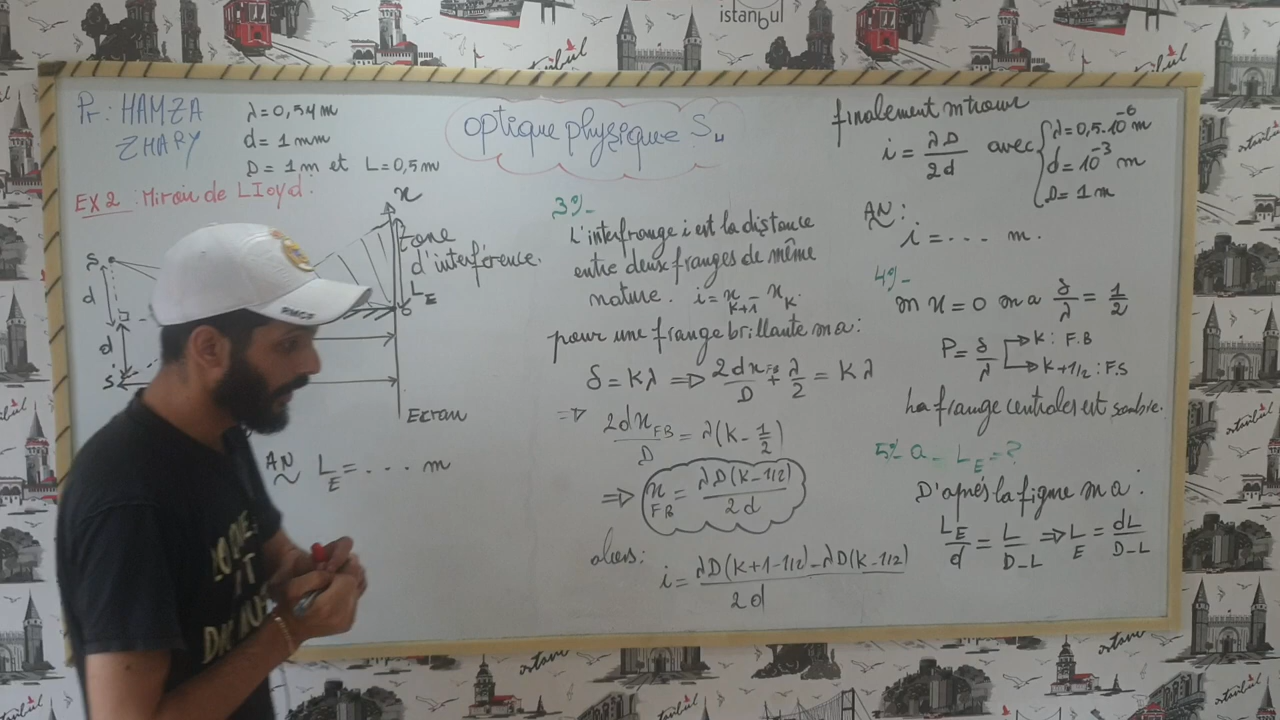 istanbul
Pr: HAMZA
ZHARY
λ=0,54 m
d = 1 mm
D = 1 m et L=0,5 m
EX 2 : Miroir de LIoyd.
optique physique S4
x
zone
d'interférence.
L_E
S
d
d
S'
Ecran
AN L_E = . . . m
3°/-
L'interfrange i est la distance
entre deux franges de même
nature. i = x_{K+1} - x_K.
pour une frange brillante on a:
δ = Kλ ⇒ 2dx_{FB}/D + λ/2 = Kλ
⇒ 2dx_{FB}/D = λ(K - 1/2)
⇒ x_{FB} = λD(K-1/2)/2d
alors:
i = λD(K+1-1/2) - λD(K-1/2)/2d
finalement on trouve
i = λD/2d avec { λ=0,5.10^{-6} m
d=10^{-3} m
D=1 m
AN:
i = . . . m.
4°/-
en x=0 on a δ/λ = 1/2
P = δ/λ → K : F.B
→ K+1/2 : F.S
La frange centrales est sombre.
5°/ a - L_E = ?
D'après la figure on a :
L_E/d = L/D-L ⇒ L_E = dL/D-L